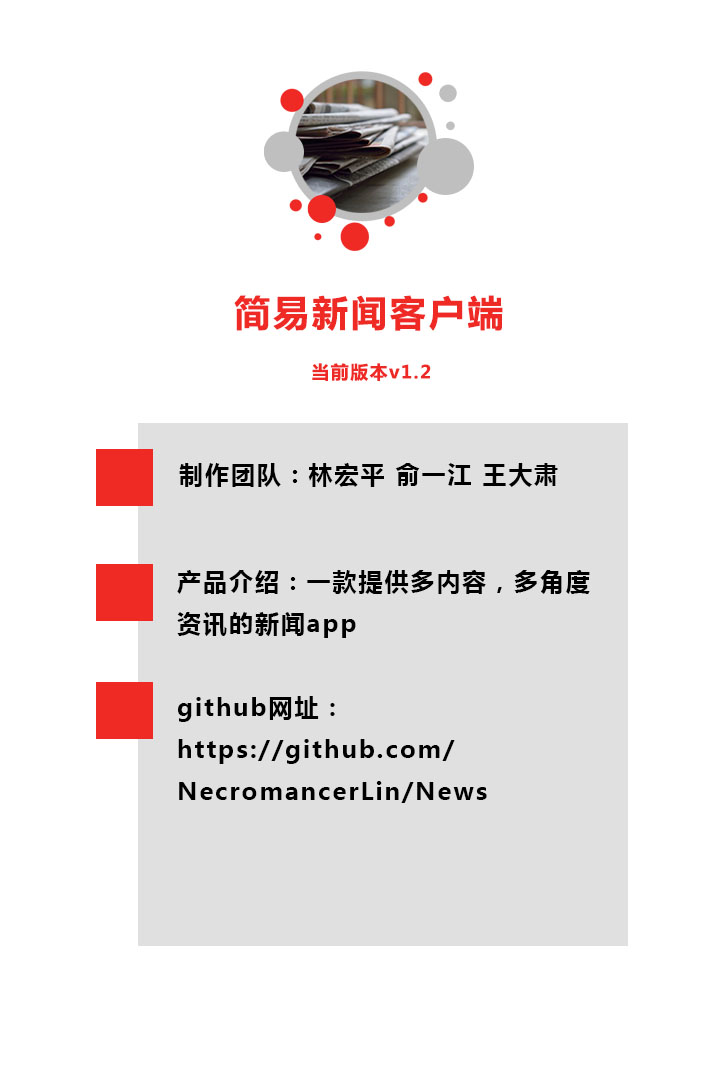 简易新闻客户端
当前版本v1.2
制作团队：林宏平 俞一江 王大肃
产品介绍：一款提供多内容，多角度
资讯的新闻app
github网址：
https://github.com/
NecromancerLin/News